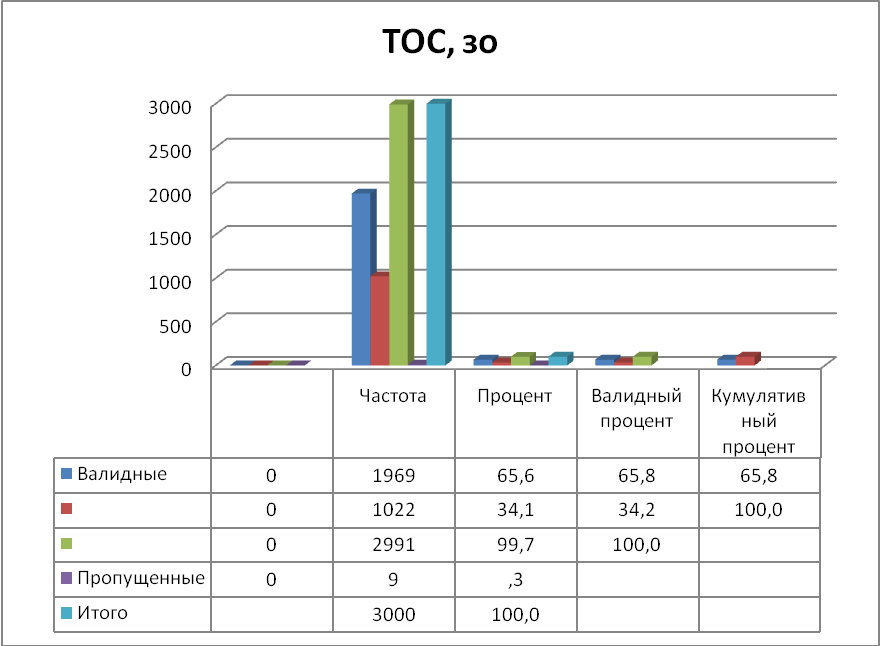 ТОС, зо
3000
2500
2000
1500
1000
500
0
Частота Процент Валидный процент Кумулятив ный процент
Валидные 0 1969 65,6 65,8 65,8
0 1022 34,1 34,2 100,0
0 2991 99,7 100,0
Пропущенные 0 9 ,3
Итого 3000 100,0